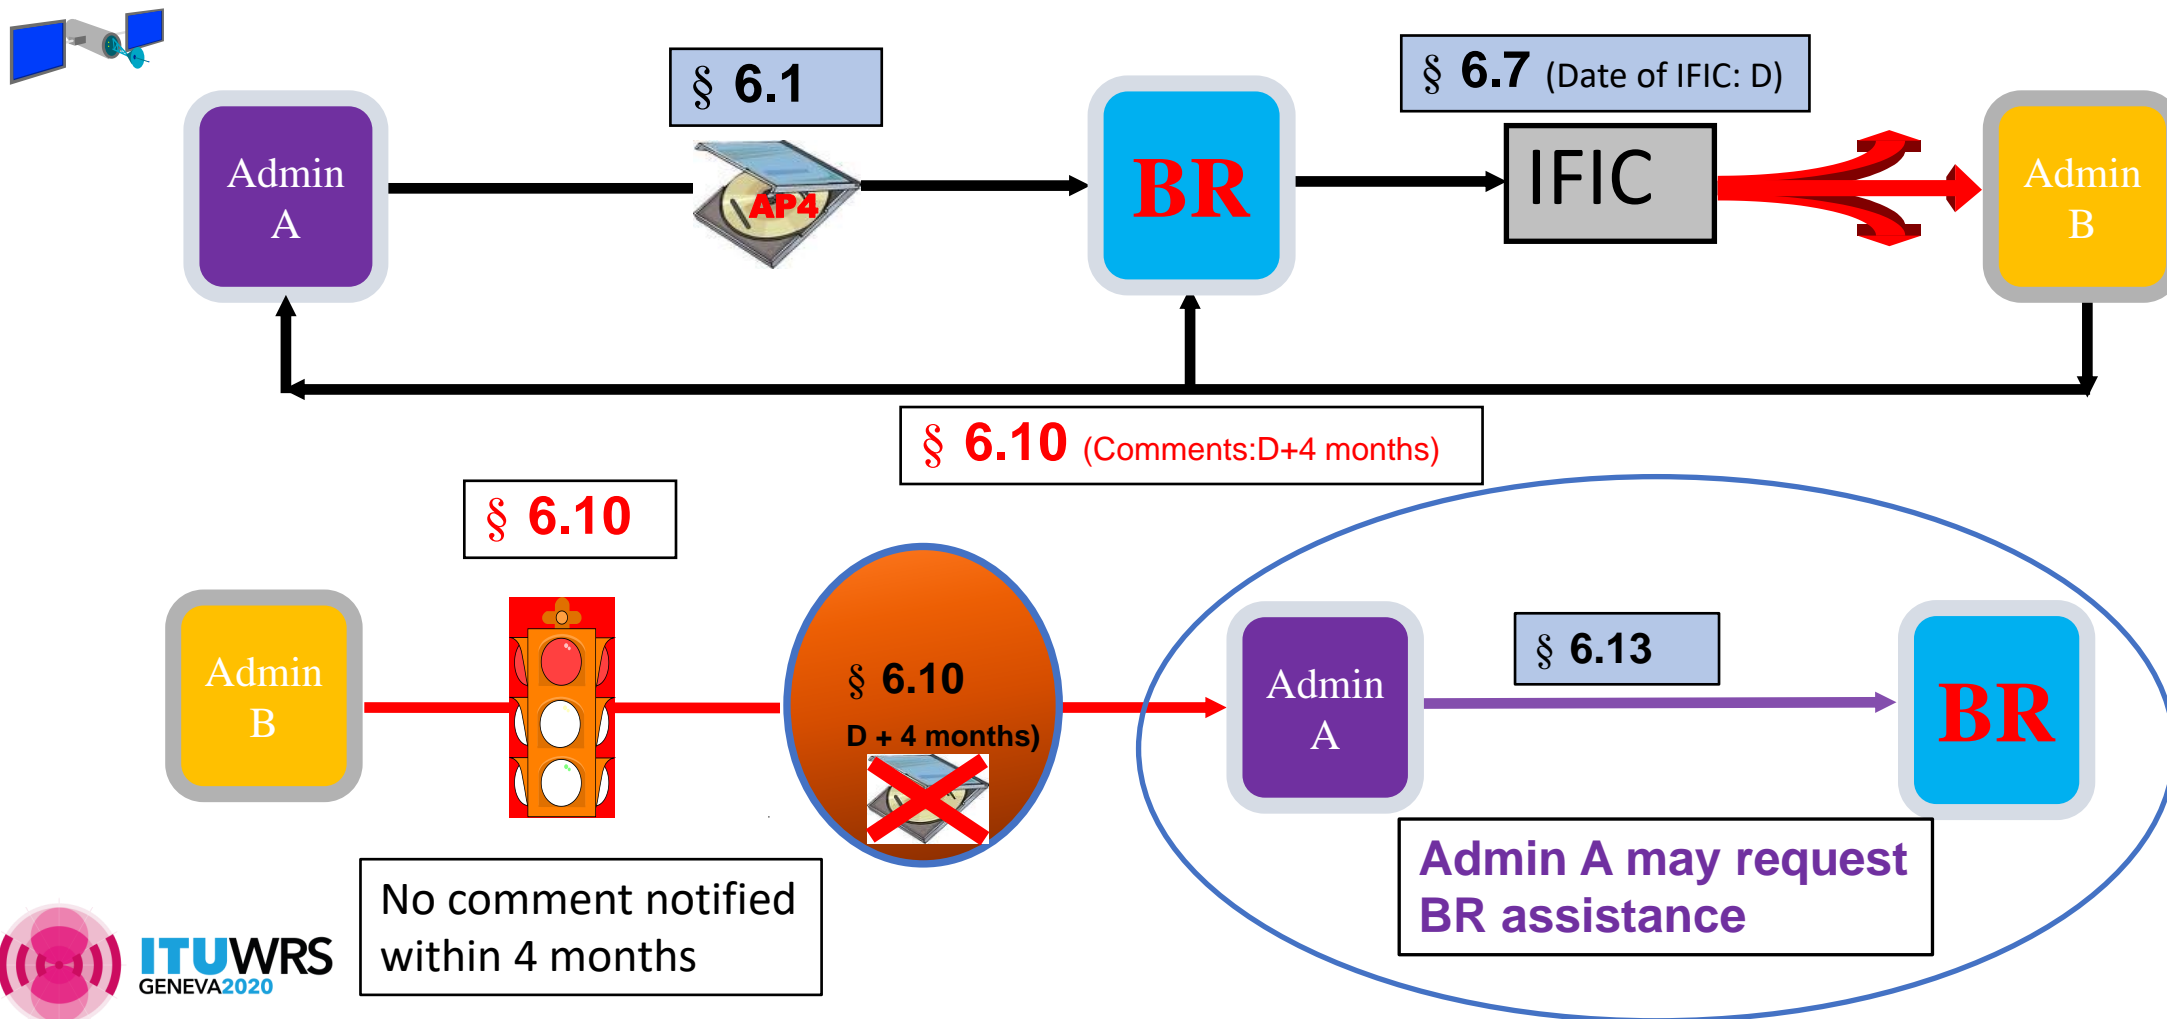 § 6.1
§ 6.7 (Date of IFIC: D)
Admin
A
AP4
BR
IFIC
Admin
B
§ 6.10 (Comments:D+4 months)
§ 6.10
Admin
B
§ 6.10
D + 4 months)
Admin
A
§ 6.13
BR
Admin A may request
BR assistance
No comment notified
within 4 months
ITUWRS
GENEVA2020